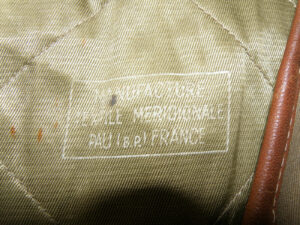 MANUFACTURE
TEXTILE MERIDIONALE
PAU (B.P.) FRANCE